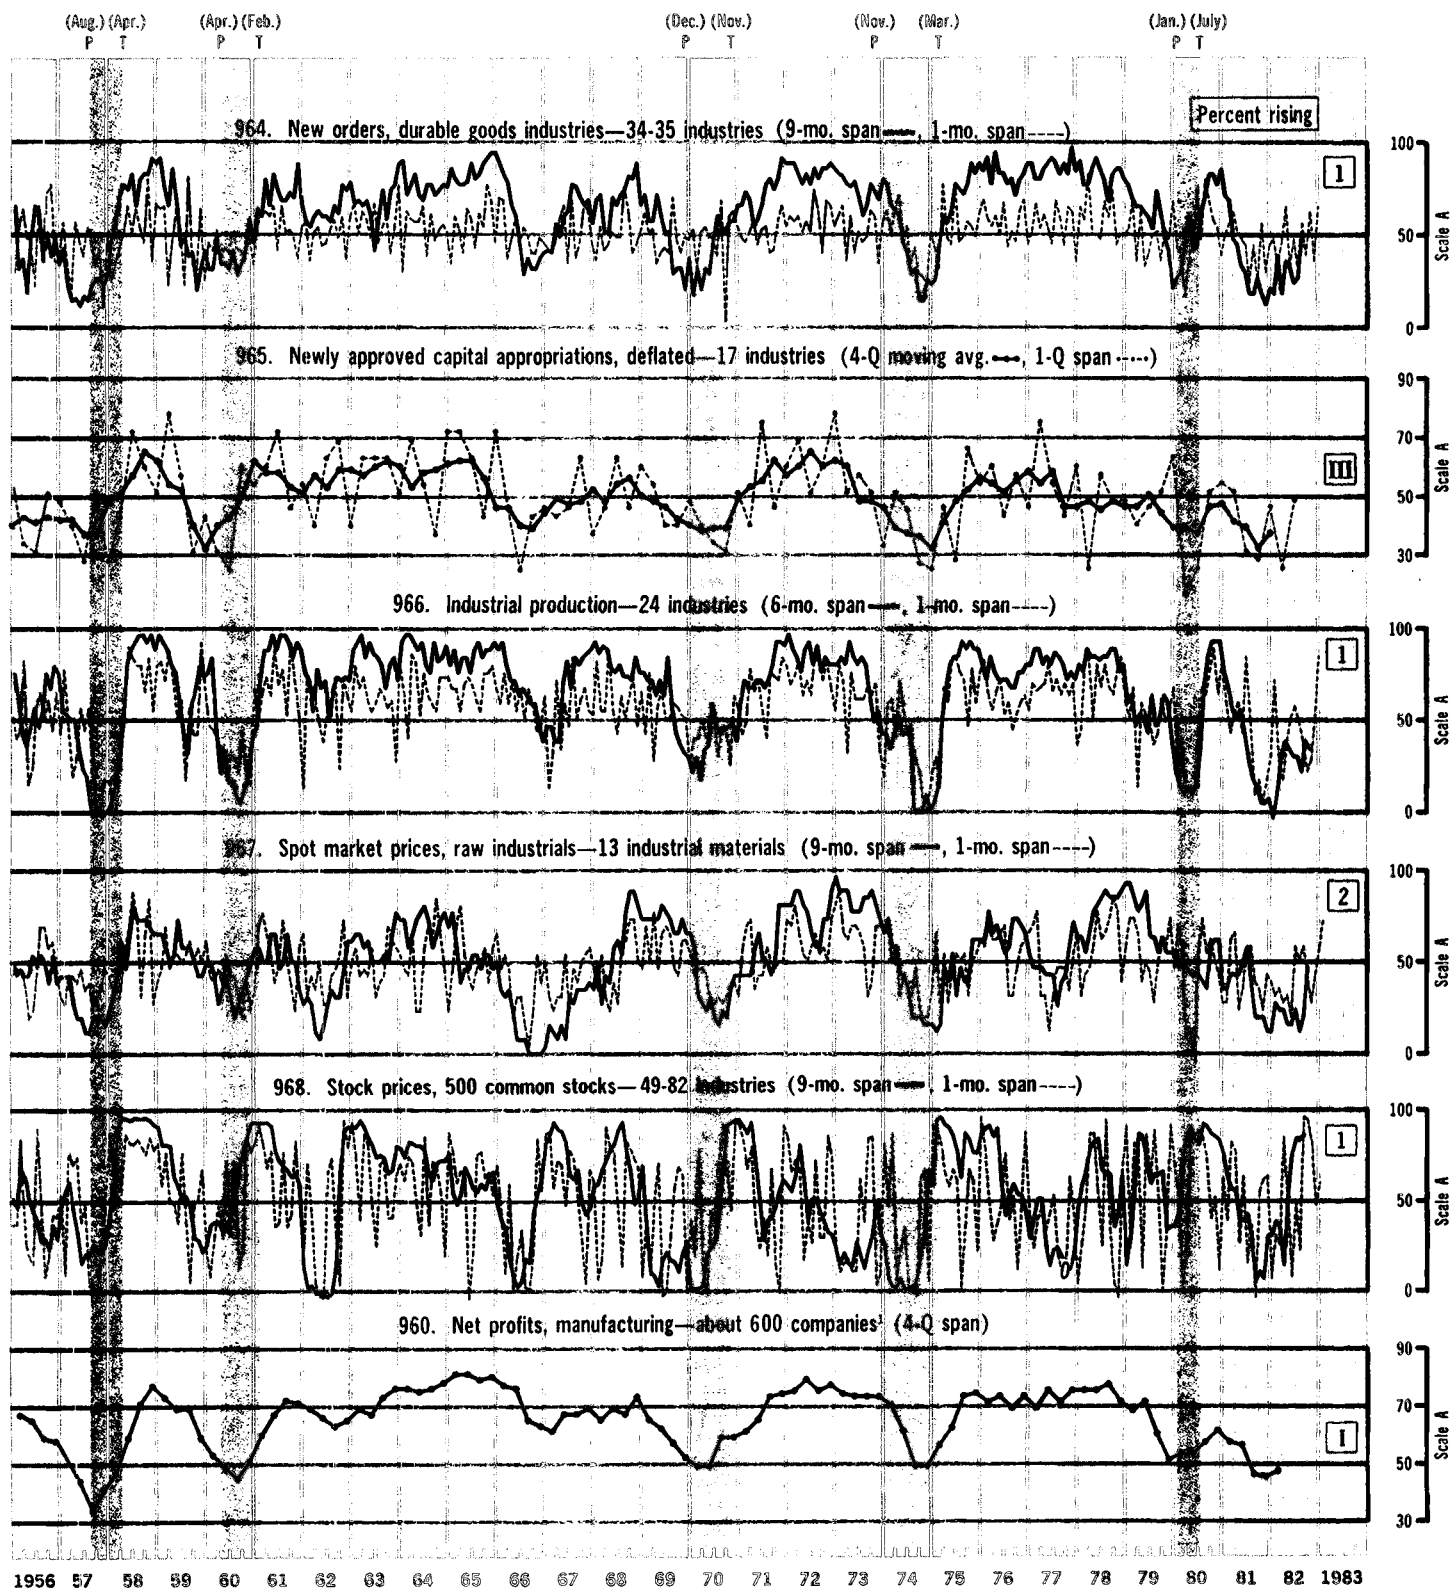 (Aug.) (Apr.) (Apr.) (Feb.) (Dec.) (Nov.) (Nov.) (Mar.) (Jan.) (July)
P T P T P T P T P T
Percent rising
964. New orders, durable goods industries—34-35 industries (9-mo. span, 1-mo. span----)
100
1
50
Scale A
0
965. Newly approved capital appropriations, deflated—17 industries (4-Q moving avg., 1-Q span)
90
70
III
50
Scale A
30
966. Industrial production—24 industries (6-mo. span, 1-mo. span----)
100
1
50
Scale A
0
967. Spot market prices, raw industrials—13 industrial materials (9-mo. span, 1-mo. span----)
100
2
50
Scale A
0
968. Stock prices, 500 common stocks—49-82 industries (9-mo. span, 1-mo. span----)
100
1
50
Scale A
0
960. Net profits, manufacturing—about 600 companies¹ (4-Q span)
90
70
I
50
Scale A
30
1956 57 58 59 60 61 62 63 64 65 66 67 68 69 70 71 72 73 74 75 76 77 78 79 80 81 82 1983